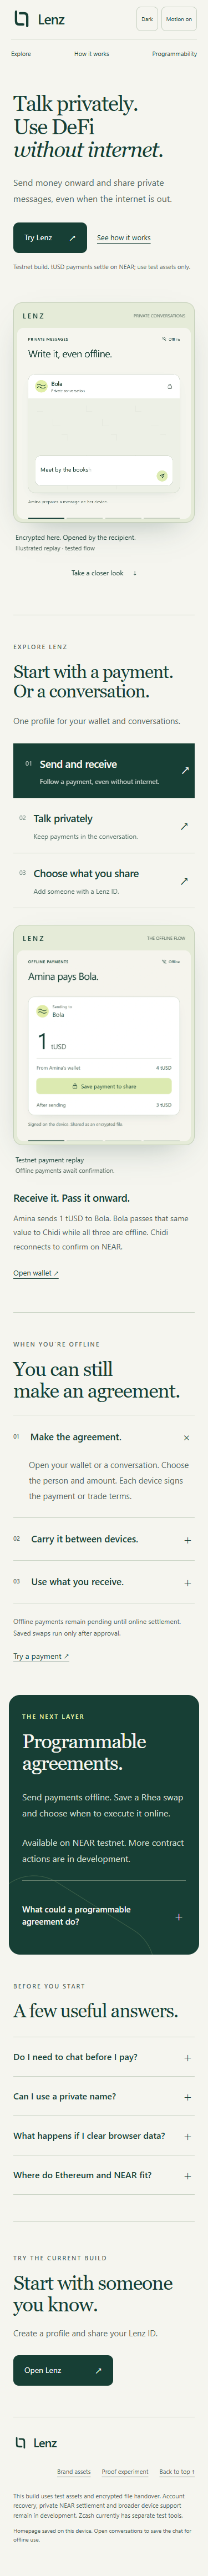 Lenz
Dark
Motion on
Explore
How it works
Programmability
Talk privately.
Use DeFi
without internet.
Send money onward and share private
messages, even when the internet is out.
Try Lenz ↗
See how it works
Testnet build. tUSD payments settle on NEAR; use test assets only.
LENZ
PRIVATE CONVERSATIONS
PRIVATE MESSAGES
Offline
Write it, even offline.
Bola
Private conversation
Meet by the books
Encrypted here. Opened by the recipient.
Illustrated replay · tested flow
Take a closer look ↓
EXPLORE LENZ
Start with a payment.
Or a conversation.
One profile for your wallet and conversations.
01 Send and receive ↗
Follow a payment, even without internet.
02 Talk privately ↗
Keep payments in the conversation.
03 Choose what you share ↗
Add someone with a Lenz ID.
LENZ
THE OFFLINE FLOW
OFFLINE PAYMENTS
Offline
Amina pays Bola.
Sending to
Bola
1 tUSD
From Amina's wallet 4 tUSD
Save payment to share
After sending 3 tUSD
Signed on the device. Shared as an encrypted file.
Testnet payment replay
Offline payments await confirmation.
Receive it. Pass it onward.
Amina sends 1 tUSD to Bola. Bola passes that same
value to Chidi while all three are offline. Chidi
reconnects to confirm on NEAR.
Open wallet ↗
WHEN YOU'RE OFFLINE
You can still
make an agreement.
01 Make the agreement. ×
Open your wallet or a conversation. Choose
the person and amount. Each device signs
the payment or trade terms.
02 Carry it between devices. +
03 Use what you receive. +
Offline payments remain pending until online settlement.
Saved swaps run only after approval.
Try a payment ↗
THE NEXT LAYER
Programmable
agreements.
Send payments offline. Save a Rhea swap
and choose when to execute it online.
Available on NEAR testnet. More contract
actions are in development.
What could a programmable
agreement do? +
BEFORE YOU START
A few useful answers.
Do I need to chat before I pay? +
Can I use a private name? +
What happens if I clear browser data? +
Where do Ethereum and NEAR fit? +
TRY THE CURRENT BUILD
Start with someone
you know.
Create a profile and share your Lenz ID.
Open Lenz ↗
Lenz
Brand assets
Proof experiment
Back to top ↑
This build uses test assets and encrypted file handover. Account
recovery, private NEAR settlement and broader device support
remain in development. Zcash currently has separate test tools.
Homepage saved on this device. Open conversations to save the chat for
offline use.